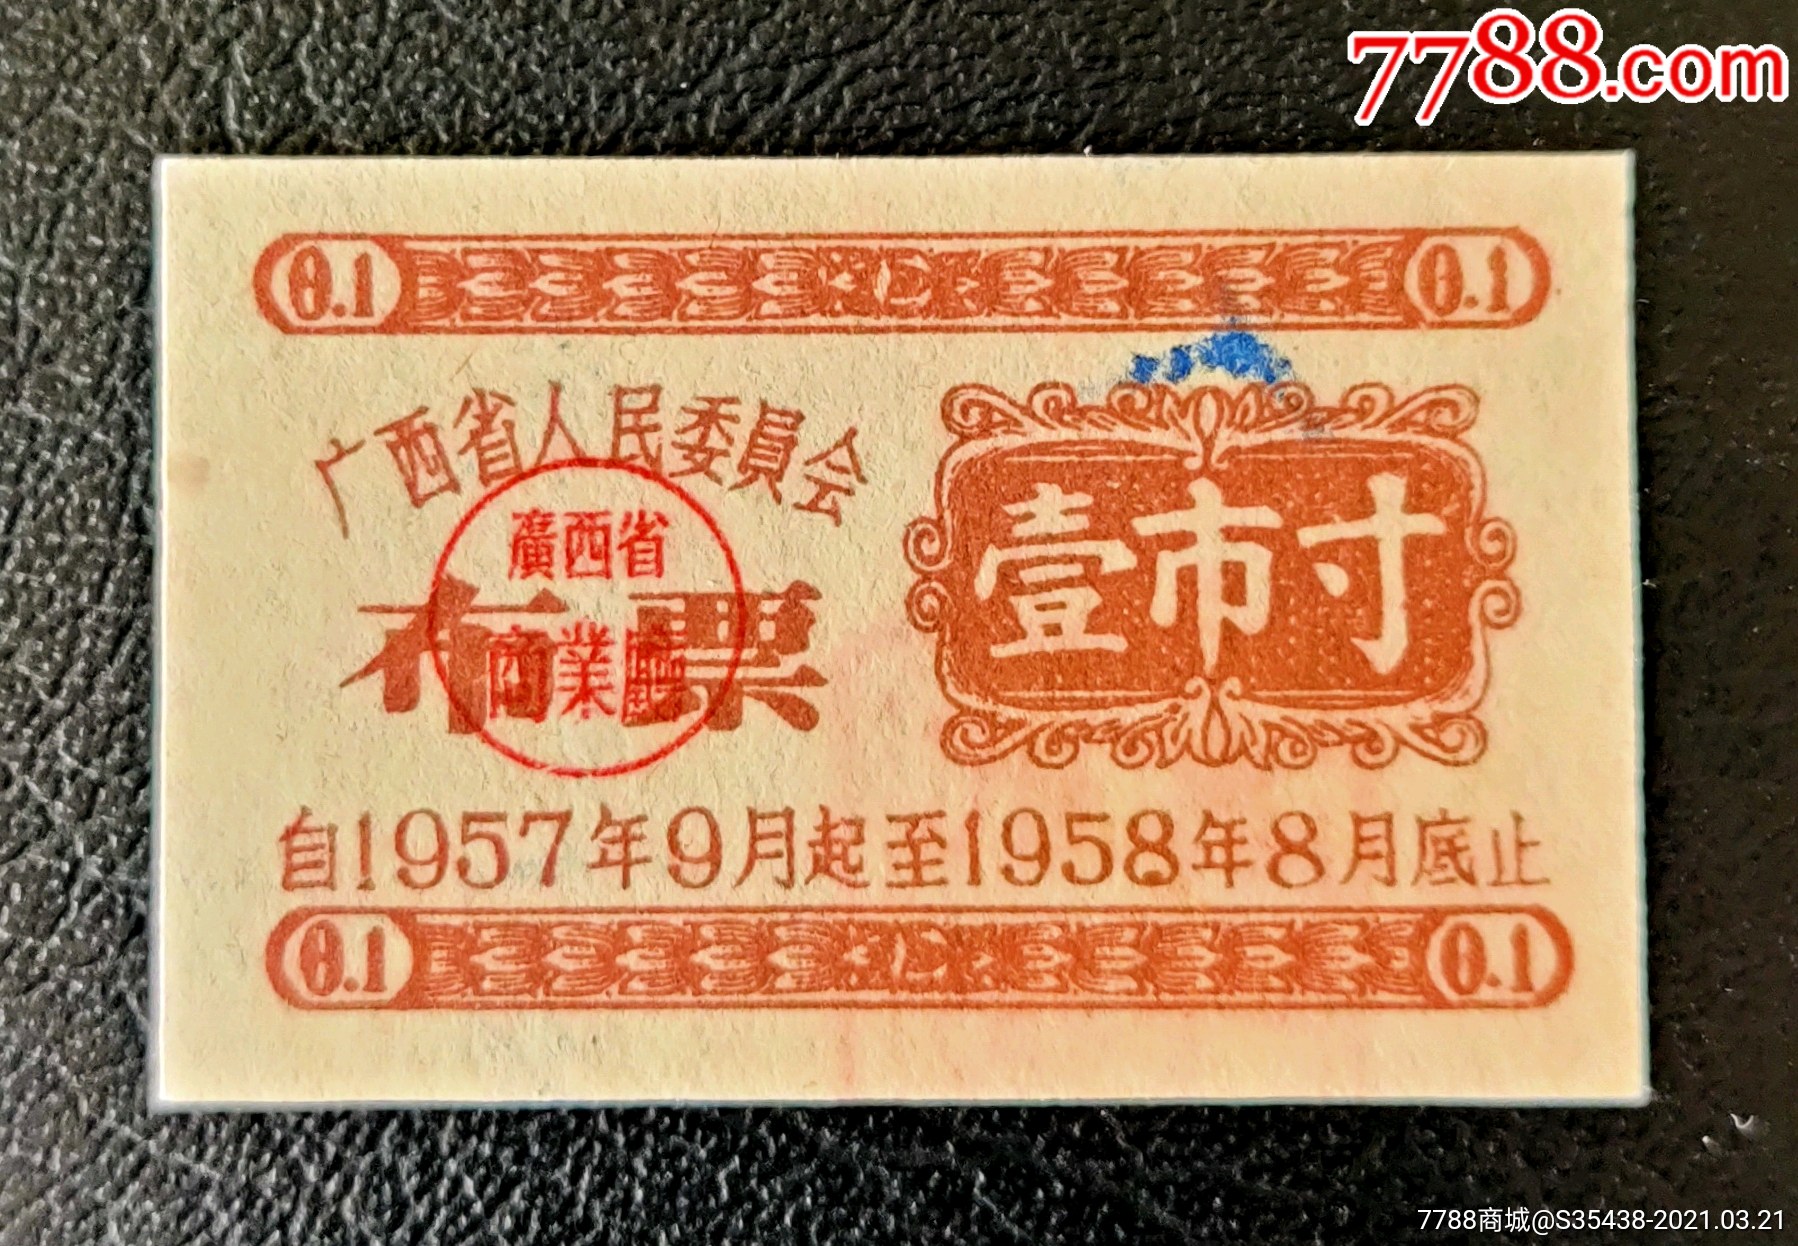 7788.com
0.1 0.1
广西省人民委員会
布票
廣西省
商業廳
壹市寸
自1957年9月起至1958年8月底止
0.1 0.1
7788商城@S35438-2021.03.21